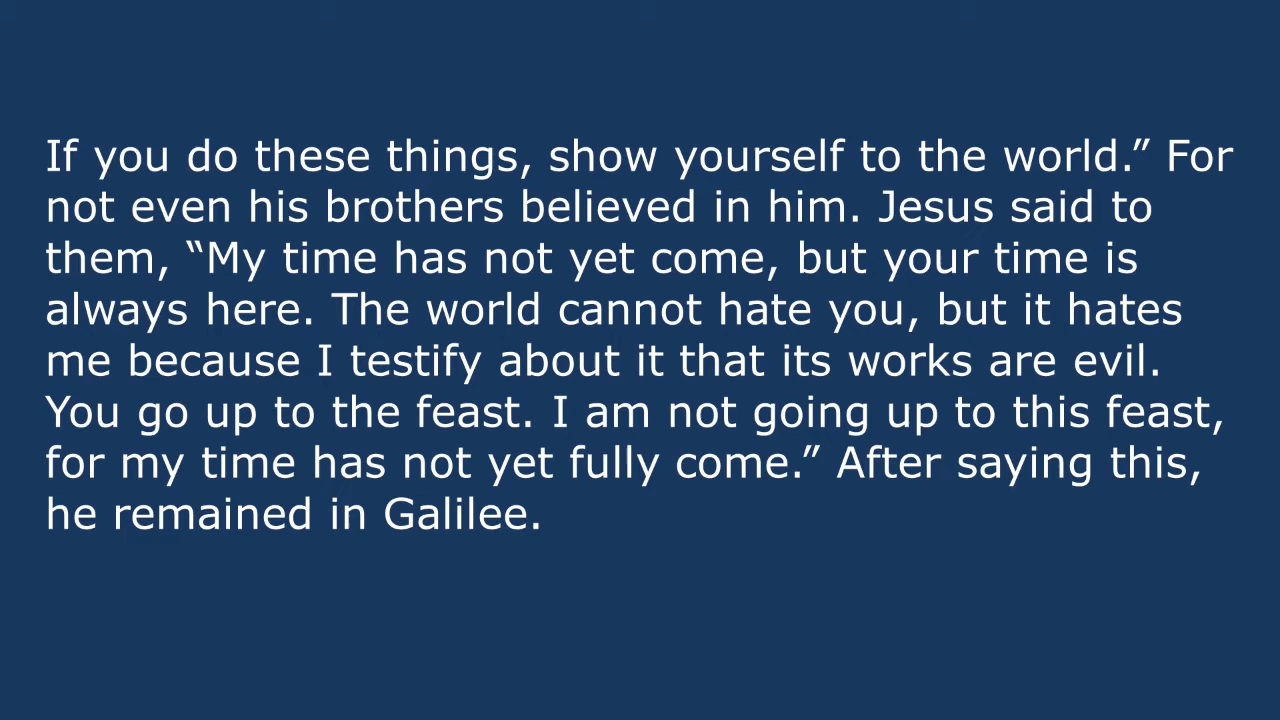 If you do these things, show yourself to the world.” For
not even his brothers believed in him. Jesus said to
them, “My time has not yet come, but your time is
always here. The world cannot hate you, but it hates
me because I testify about it that its works are evil.
You go up to the feast. I am not going up to this feast,
for my time has not yet fully come.” After saying this,
he remained in Galilee.